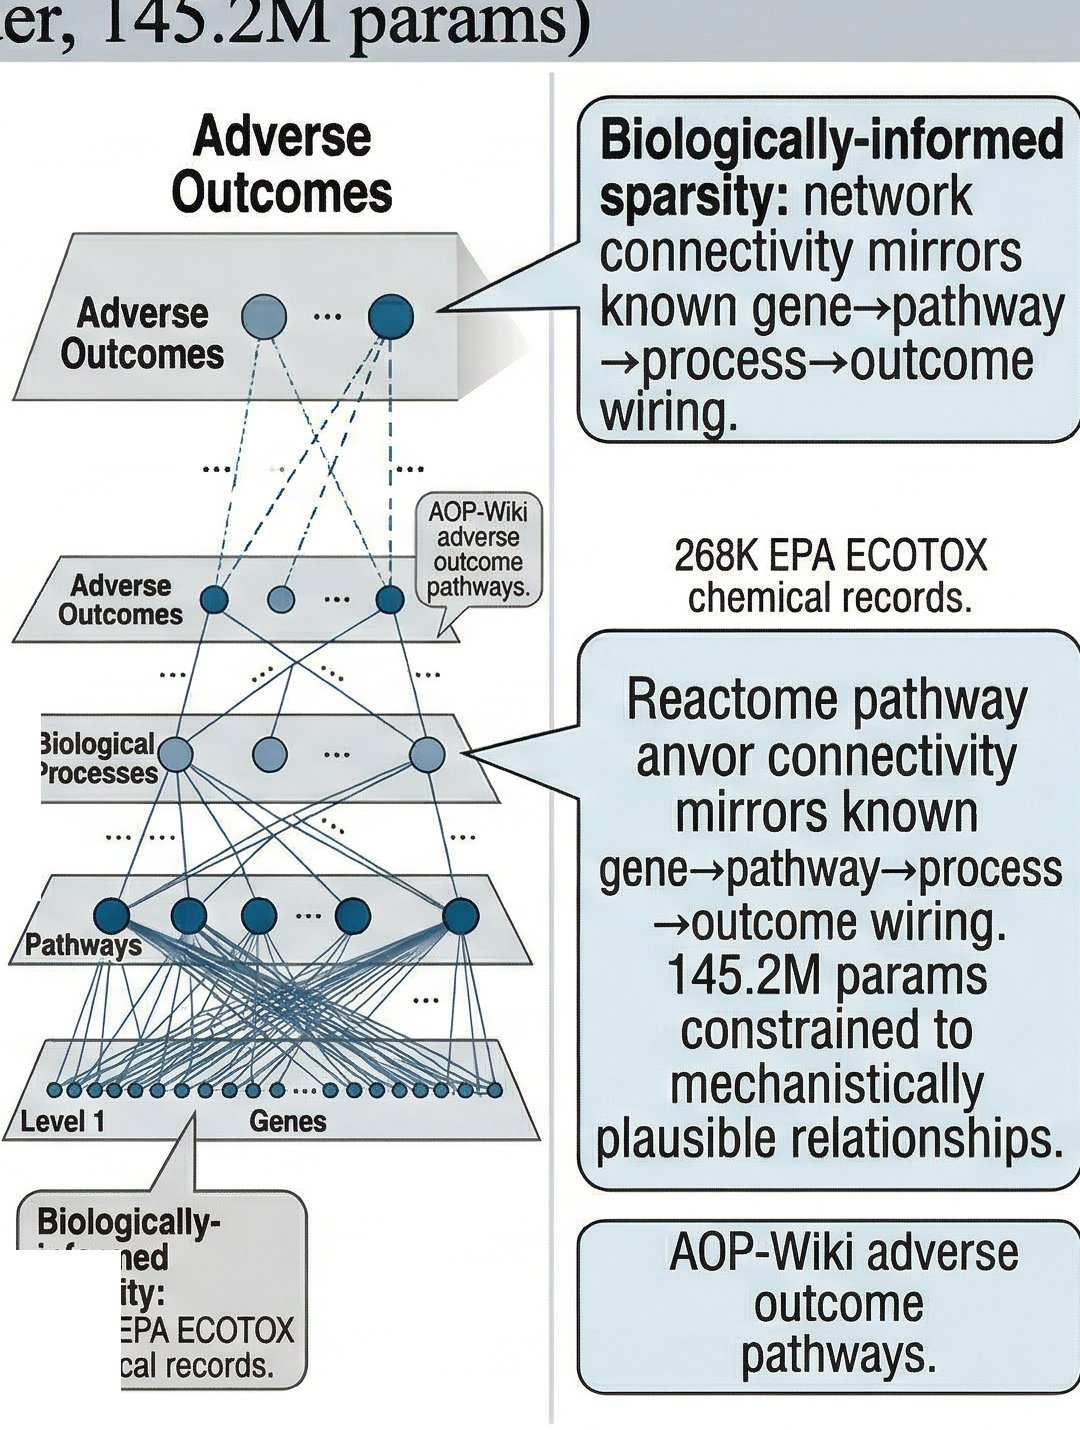 145.2M params)
Adverse
Outcomes
Adverse
Outcomes
AOP-Wiki
adverse
outcome
pathways.
Adverse
Outcomes
Biological
Processes
Pathways
Level 1
Genes
Biologically-
EPA ECOTOX
records.
Biologically-informed
sparsity: network
connectivity mirrors
known gene→pathway
→process→outcome
wiring.
268K EPA ECOTOX
chemical records.
Reactome pathway
anvor connectivity
mirrors known
gene→pathway→process
→outcome wiring.
145.2M params
constrained to
mechanistically
plausible relationships.
AOP-Wiki adverse
outcome
pathways.